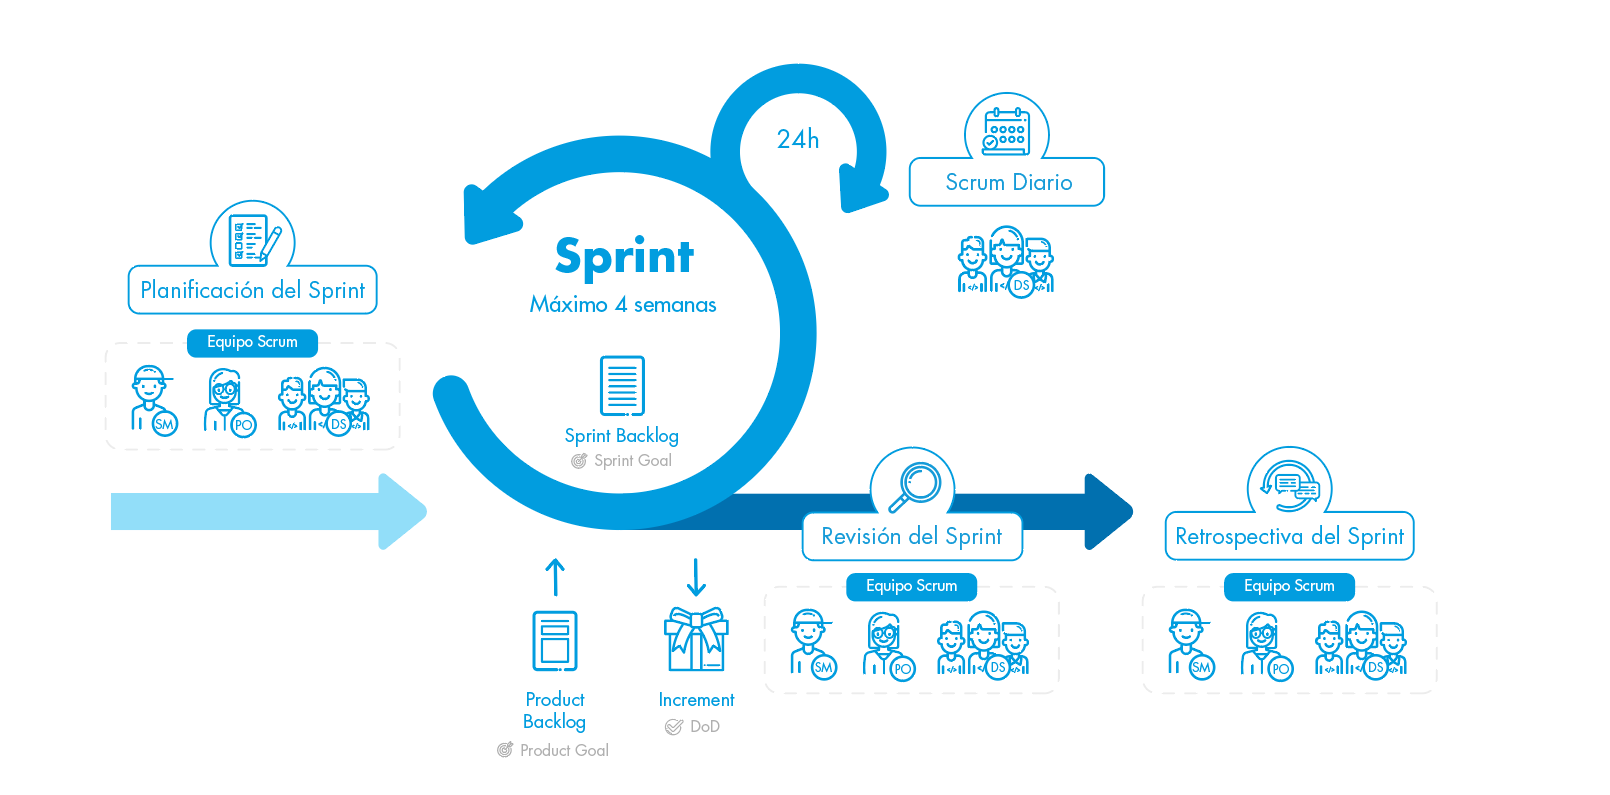 24h
Scrum Diario
DS
Sprint
Máximo 4 semanas
Planificación del Sprint
Equipo Scrum
SM
PO
DS
Sprint Backlog
Sprint Goal
Revisión del Sprint
Equipo Scrum
SM
PO
DS
Retrospectiva del Sprint
Equipo Scrum
SM
PO
DS
Product
Backlog
Product Goal
Increment
DoD